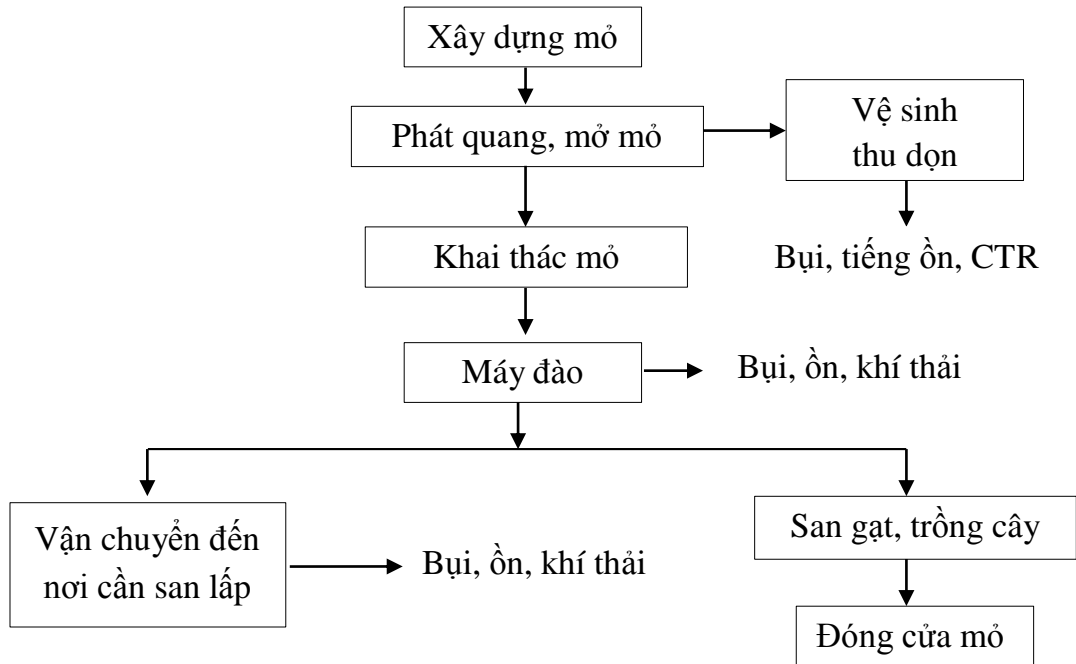 Xây dựng mỏ
Phát quang, mở mỏ
Vệ sinh
thu dọn
Khai thác mỏ
Bụi, tiếng ồn, CTR
Máy đào
Bụi, ồn, khí thải
Vận chuyển đến
nơi cần san lấp
Bụi, ồn, khí thải
San gạt, trồng cây
Đóng cửa mỏ